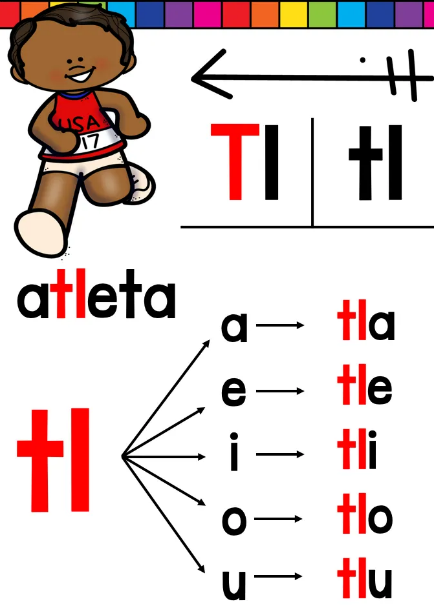 USA
17
Tl tl
atleta
tl
a → tla
e → tle
i → tli
o → tlo
u → tlu